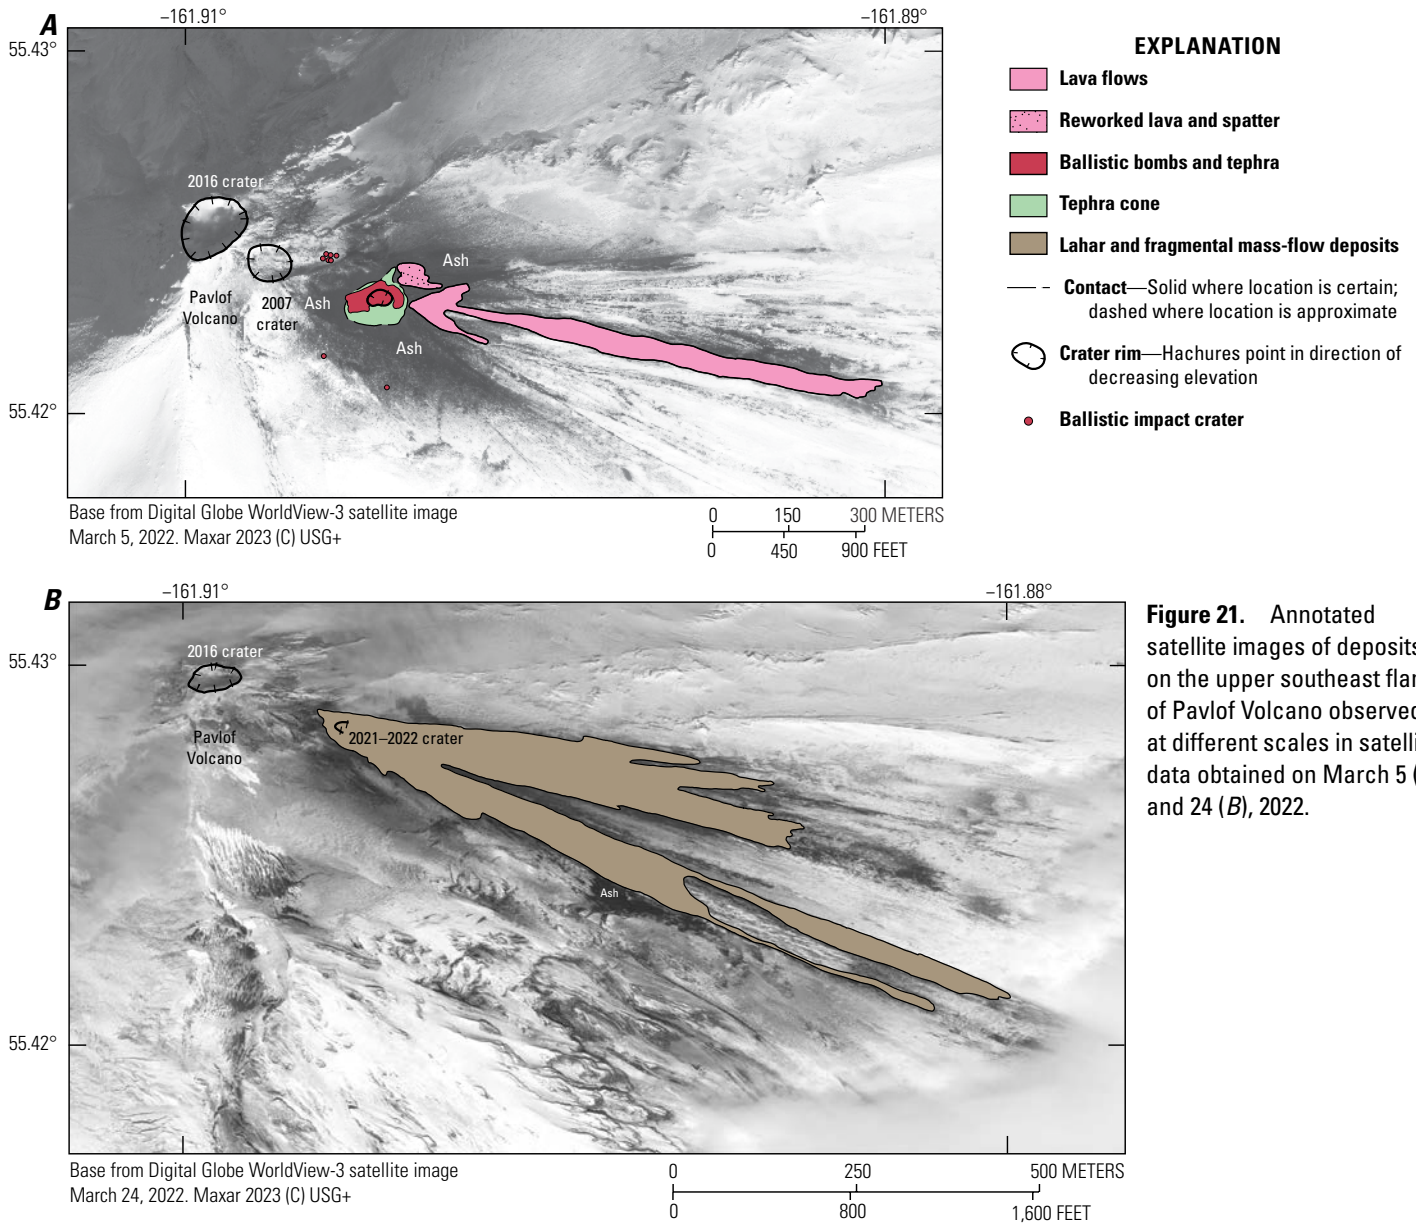 A
–161.91°
–161.89°
55.43°
2016 crater
Ash
Pavlof
Volcano
2007
crater
Ash
Ash
55.42°
Base from Digital Globe WorldView-3 satellite image
March 5, 2022. Maxar 2023 (C) USG+
0 150 300 METERS
0 450 900 FEET
EXPLANATION
Lava flows
Reworked lava and spatter
Ballistic bombs and tephra
Tephra cone
Lahar and fragmental mass-flow deposits
Contact—Solid where location is certain;
dashed where location is approximate
Crater rim—Hachures point in direction of
decreasing elevation
Ballistic impact crater
B
–161.91°
–161.88°
55.43°
2016 crater
Pavlof
Volcano
2021–2022 crater
Ash
55.42°
Base from Digital Globe WorldView-3 satellite image
March 24, 2022. Maxar 2023 (C) USG+
0 250 500 METERS
0 800 1,600 FEET
Figure 21. Annotated
satellite images of deposits
on the upper southeast
of Pavlof Volcano observed
at different scales in
data obtained on March 5
and 24 (B), 2022.